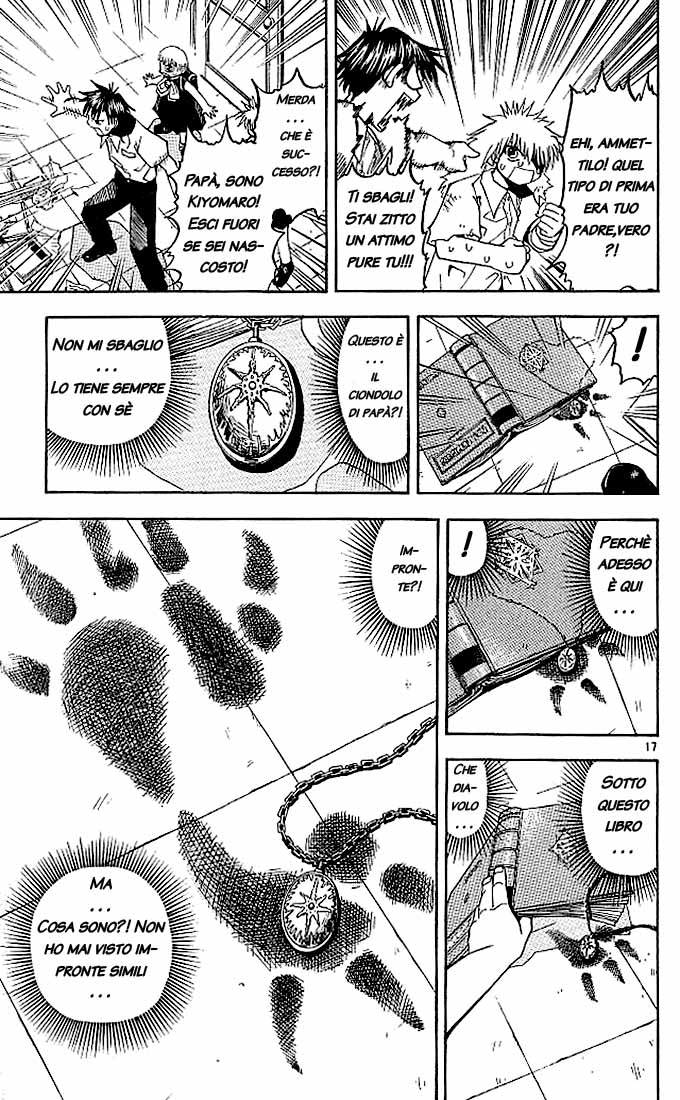 EHI, AMMET-
TILO! QUEL
TIPO DI PRIMA
ERA TUO
PADRE,VERO
?!
TI SBAGLI!
STAI ZITTO
UN ATTIMO
PURE TU!!!
MERDA
...
CHE È
SUC-
CESSO?!
PAPÀ, SONO
KIYOMARO!
ESCI FUORI
SE SEI NAS-
COSTO!
!
QUESTO È
...
IL
CIONDOLO
DI PAPÀ?!
NON MI SBAGLIO
...
LO TIENE SEMPRE
CON SÈ
PERCHÈ
ADESSO
È QUI
...
!
17
SOTTO
QUESTO
LIBRO
...
CHE
DIA-
VOLO
...
IM-
PRON-
TE?!
MA
...
COSA SONO?! NON
HO MAI VISTO IM-
PRONTE SIMILI
...